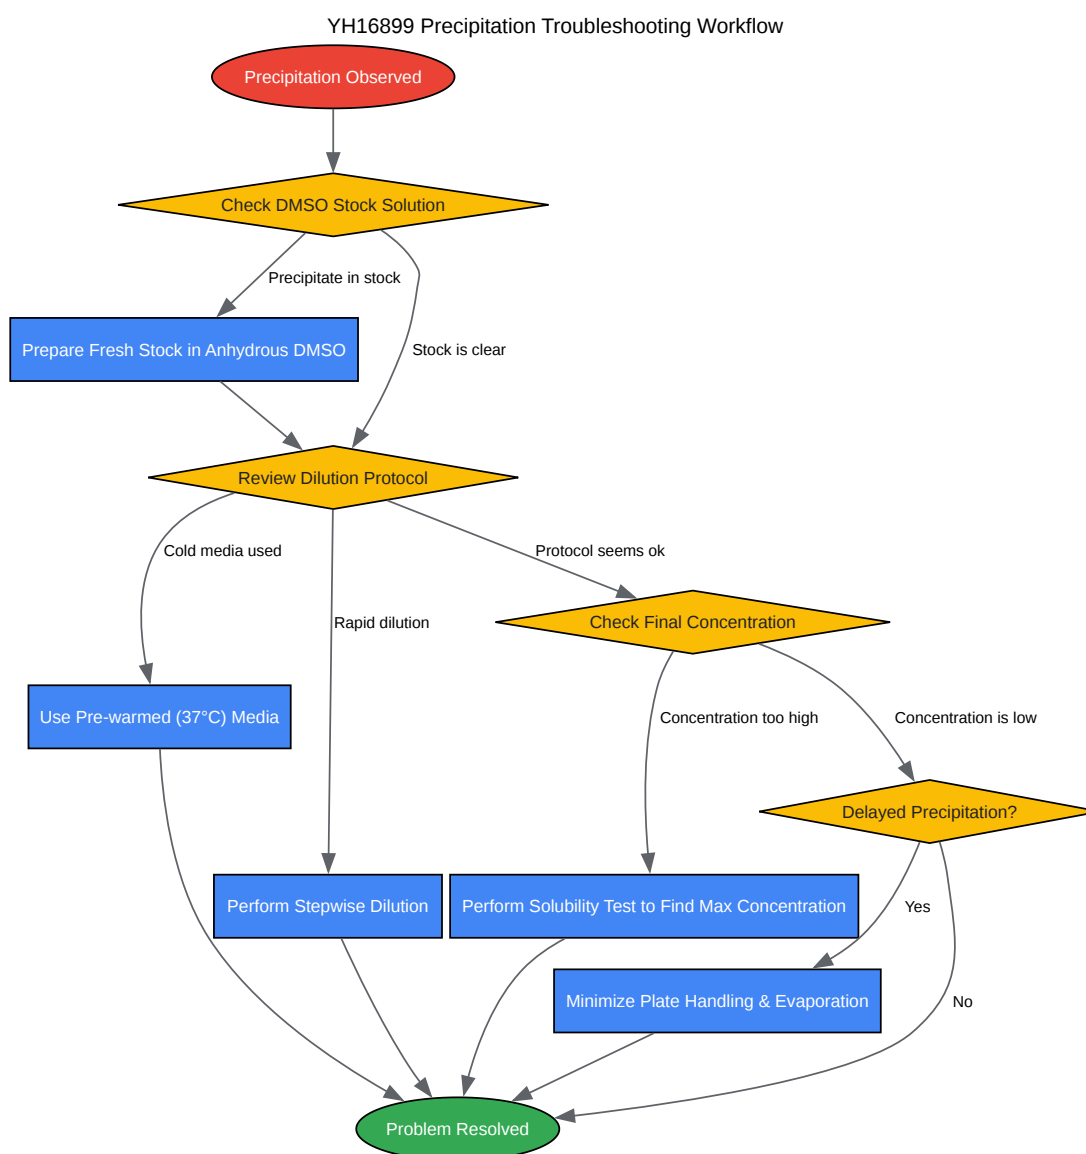 YH16899 Precipitation Troubleshooting Workflow
Precipitation Observed
Check DMSO Stock Solution
Precipitate in stock
Prepare Fresh Stock in Anhydrous DMSO
Stock is clear
Review Dilution Protocol
Cold media used
Protocol seems ok
Rapid dilution
Check Final Concentration
Use Pre-warmed (37°C) Media
Concentration too high
Concentration is low
Delayed Precipitation?
Perform Stepwise Dilution
Perform Solubility Test to Find Max Concentration
Yes
Minimize Plate Handling & Evaporation
No
Problem Resolved